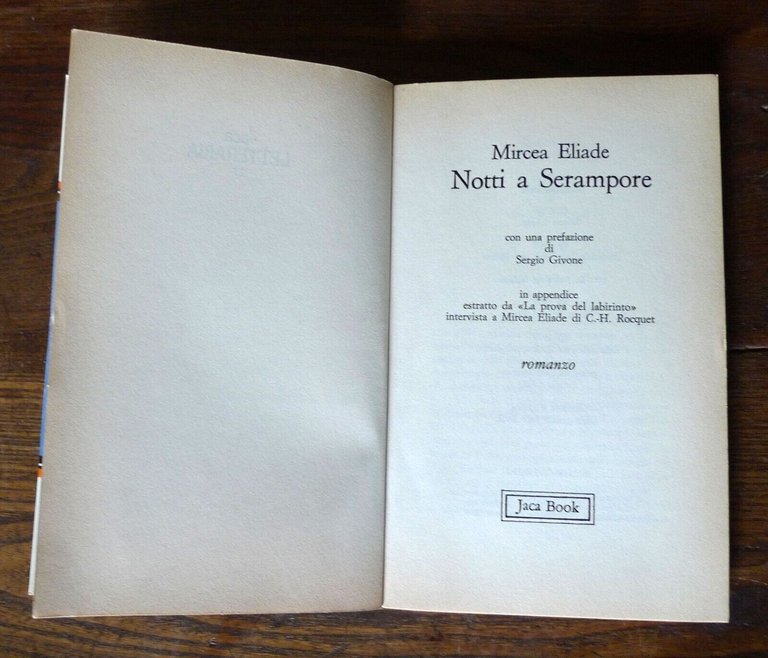 Mircea Eliade
Notti a Serampore
con una prefazione
di
Sergio Givone
in appendice
estratto da «La prova del labirinto»
intervista a Mircea Eliade di C.-H. Rocquet
romanzo
Jaca Book